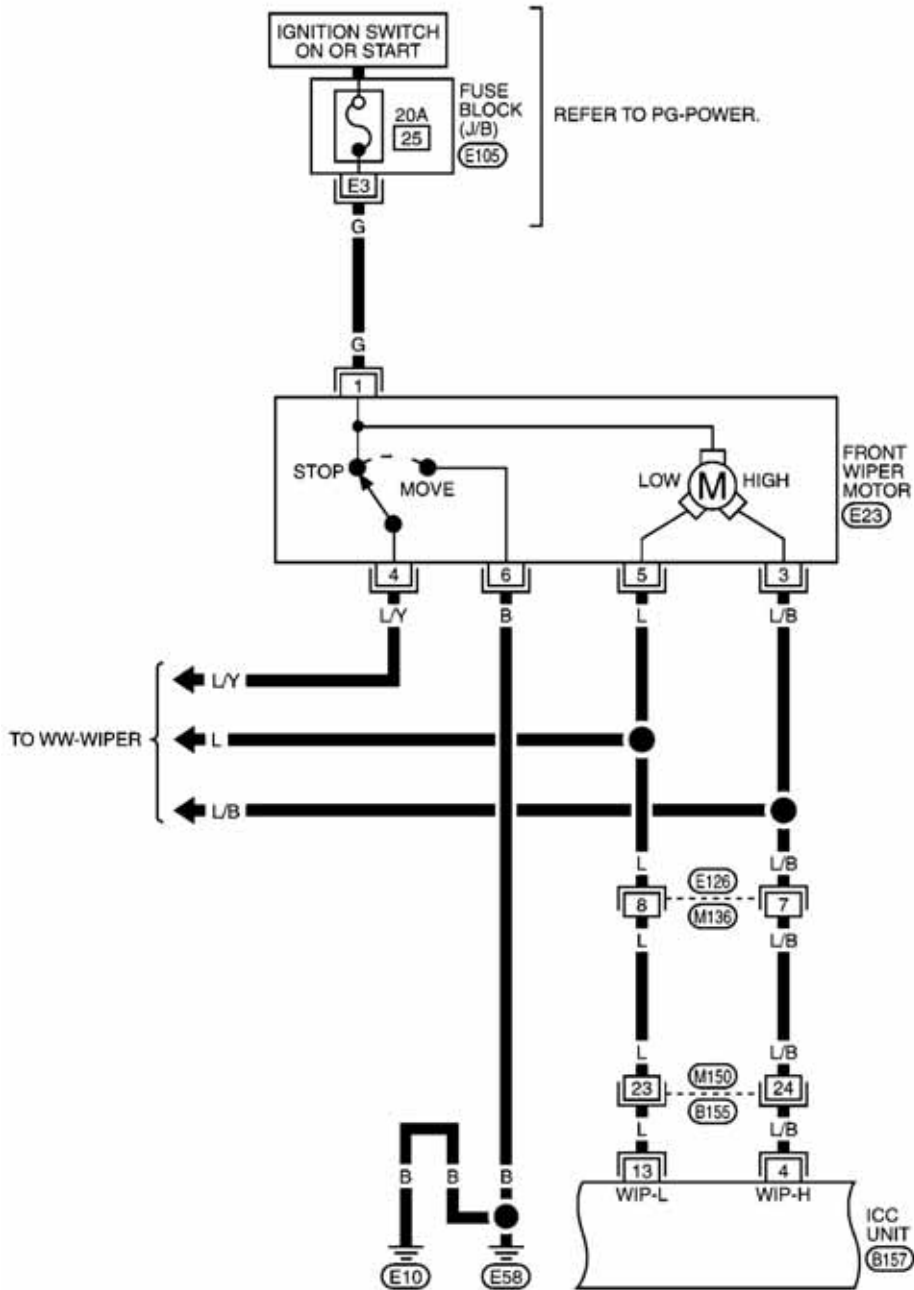 IGNITION SWITCH
ON OR START
FUSE
BLOCK
(J/B)
E105
20A
25
REFER TO PG-POWER.
E3
G
G
1
STOP
MOVE
LOW
M
HIGH
FRONT
WIPER
MOTOR
E23
4
6
5
3
L/Y
B
L
L/B
TO WW-WIPER
L/Y
L
L/B
L
L/B
8
E126
M136
7
L
L/B
L
L/B
23
M150
B155
24
L
L/B
B
B
B
13
4
WIP-L
WIP-H
ICC
UNIT
B157
E10
E58